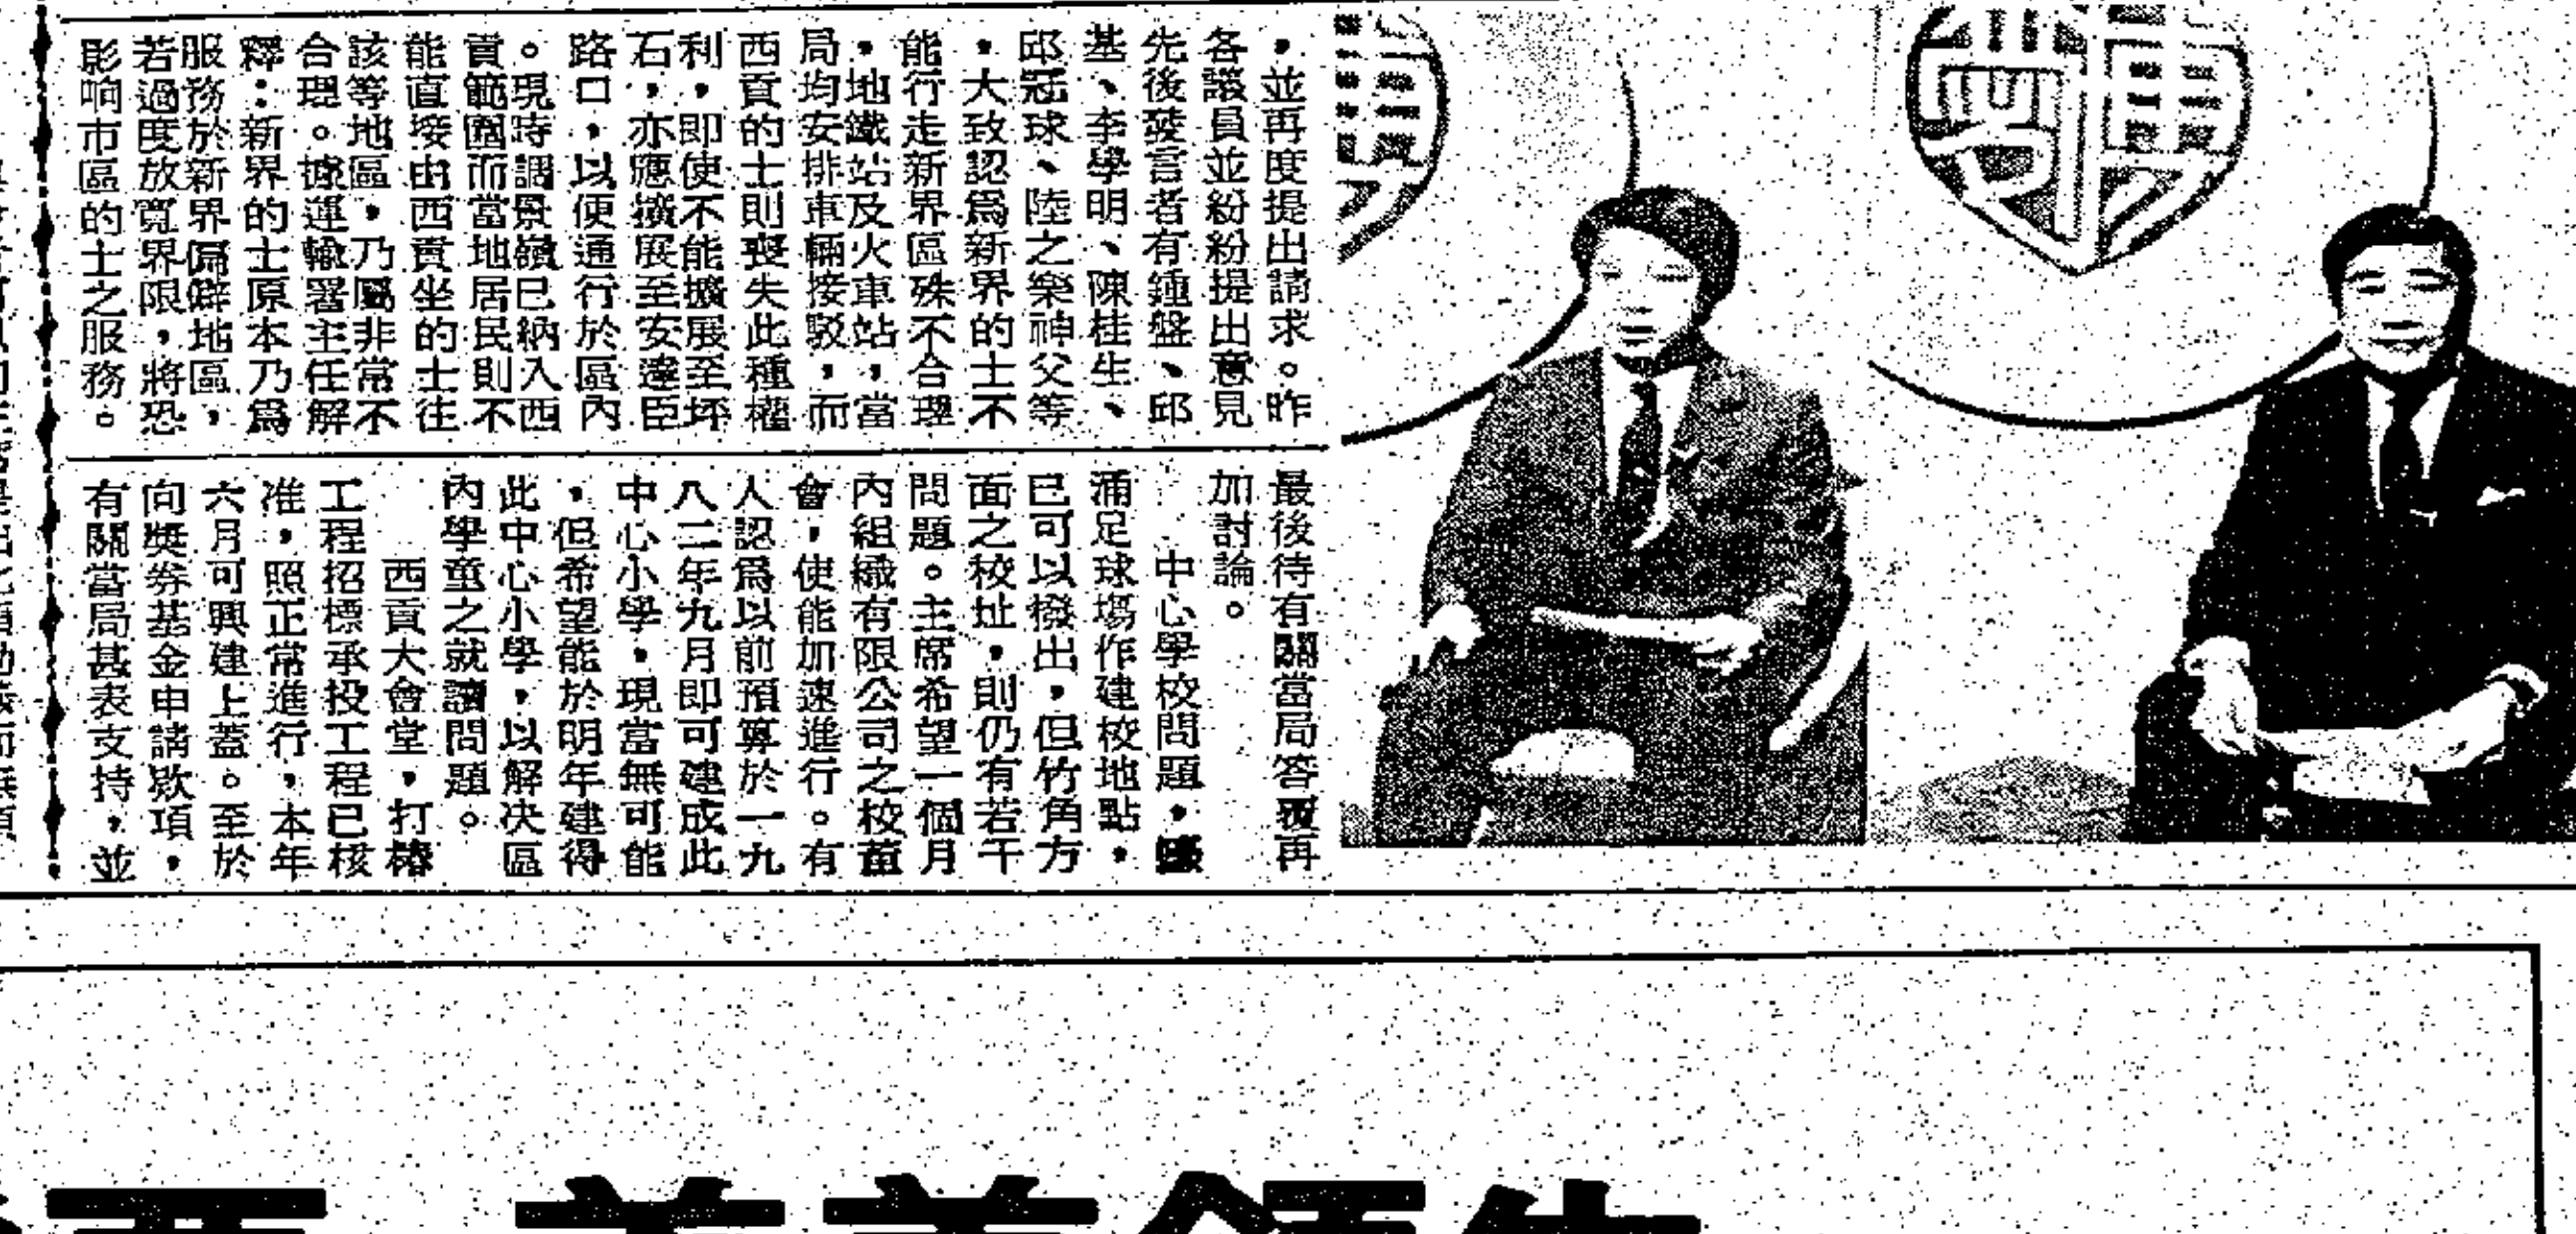 ，並再度提出請求。昨
各議員並紛紛提出意見
先後發言者有鍾盤、邱
基、李學明、陳桂生、
邱冠球、陸之樂神父等
，大致認爲新界的士不
能行走新界區殊不合理
，地鐵站及火車站，當
局均安排車輛接駁，而
西貢的士則喪失此種權
利，即使不能擴展至坪
石，亦應擴展至安達臣
路口，以便通行於區內
。現時調景嶺已納入西
貢範圍而當地居民則不
能直接由西貢坐的士往
該等地區，乃屬非常不
合理。據運輸署主任解
釋：新界的士原本乃爲
服務於新界偏僻地區，
若過度放寬界限，將恐
影响市區的士之服務。
最後待有關當局答覆再
加討論。
中心學校問題，
涌足球場作建校地點，
已可以撥出，但竹角方
面之校址，則仍有若干
問題。主席希望一個月
內組織有限公司之校董
會，使能加速進行。有
人認爲以前預算於一九
八二年九月即可建成此
中心小學，現當無可能
，但希望能於明年建得
此中心小學，以解决區
內學童之就讀問題。
西貢大會堂，打樁
工程招標承投工程已核
准，照正常進行，本年
六月可興建上蓋。至於
向獎券基金申請欵項，
有關當局甚表支持，並